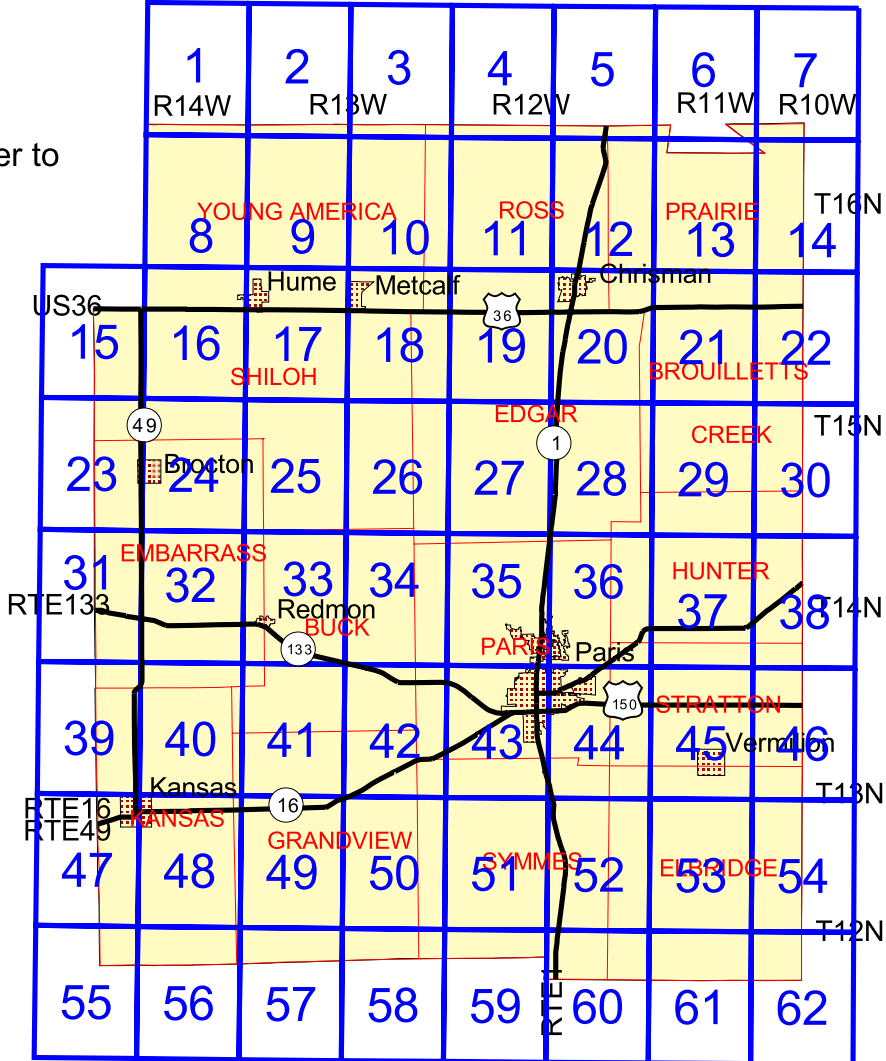 1 2 3 4 5 6 7
R14W R13W R12W R11W R10W
er to
YOUNG AMERICA ROSS PRAIRIE T16N
8 9 10 11 12 13 14
Hume Metcalf Chrisman
US36 36
15 16 17 18 19 20 21 22
SHILOH BROUILLETTS
EDGAR
49 1 CREEK T15N
Brocton
23 24 25 26 27 28 29 30
EMBARRASS HUNTER
31 32 33 34 35 36 37 38
RTE133 Redmon T14N
BUCK
133 PARIS Paris
150 STRATTON
39 40 41 42 43 44 45 46
Vermilion
Kansas T13N
RTE16 16
KANSAS
RTE49
GRANDVIEW SYMMES ELBRIDGE
47 48 49 50 51 52 53 54
T12N
RTE1
55 56 57 58 59 60 61 62